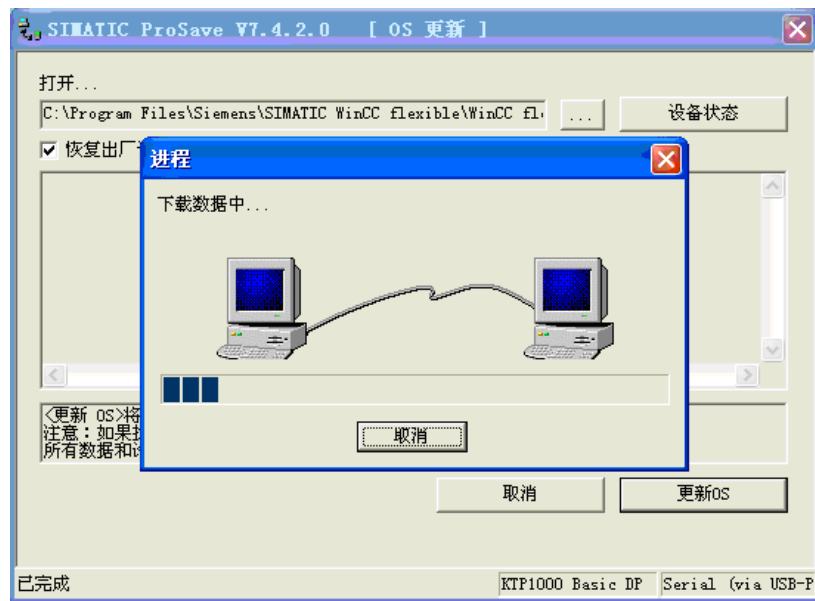 SIMATIC ProSave V7.4.2.0 [ OS 更新 ]
打开...
C:\Program Files\Siemens\SIMATIC WinCC flexible\WinCC fl
...
设备状态
恢复出厂
进程
下载数据中...
取消
<更新 OS>将
注意:如果
所有数据和
取消
更新OS
已完成
KTP1000 Basic DP
Serial (via USB-P